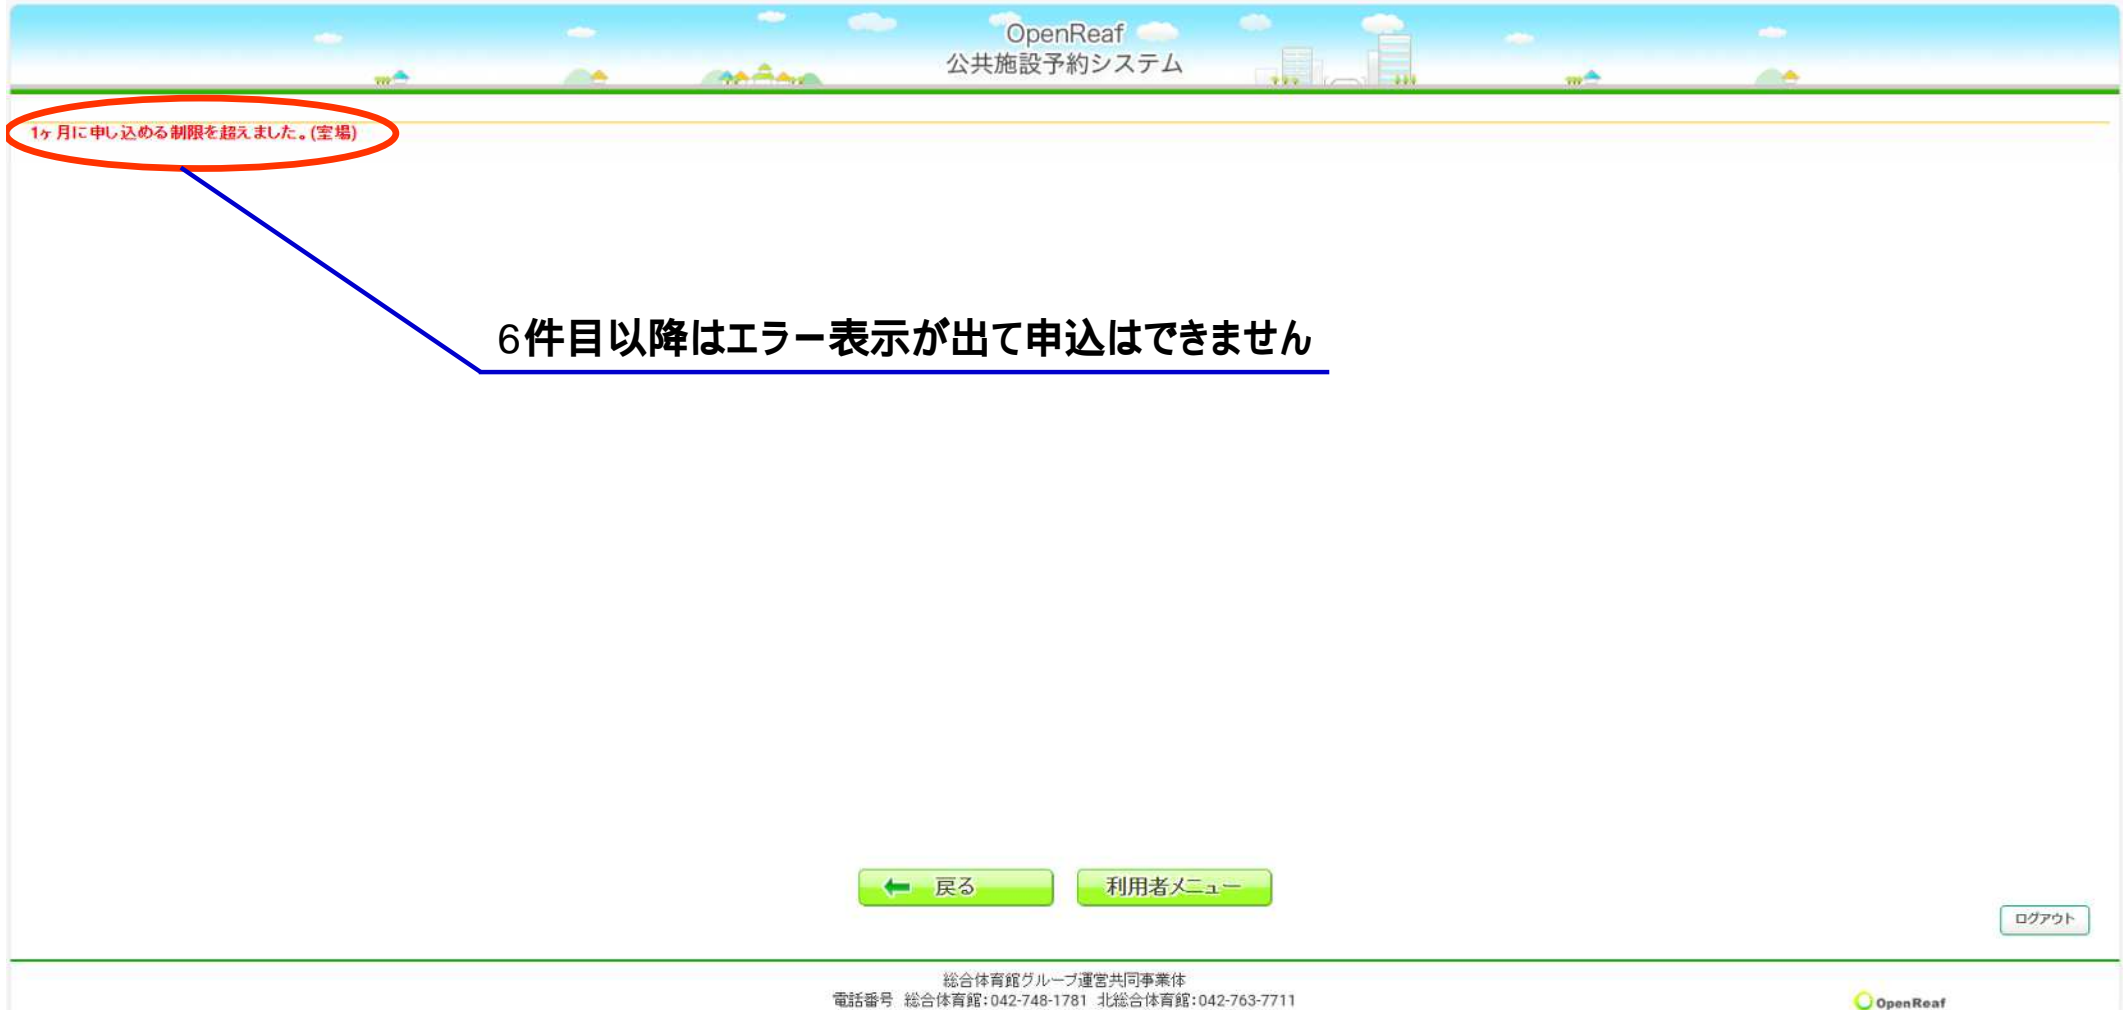 OpenReaf
公共施設予約システム
1ヶ月に申し込める制限を超えました。(室場)
6件目以降はエラー表示が出て申込はできません
戻る
利用者メニュー
ログアウト
総合体育館グループ運営共同事業体
電話番号 総合体育館:042-748-1781 北総合体育館:042-763-7711
OpenReaf